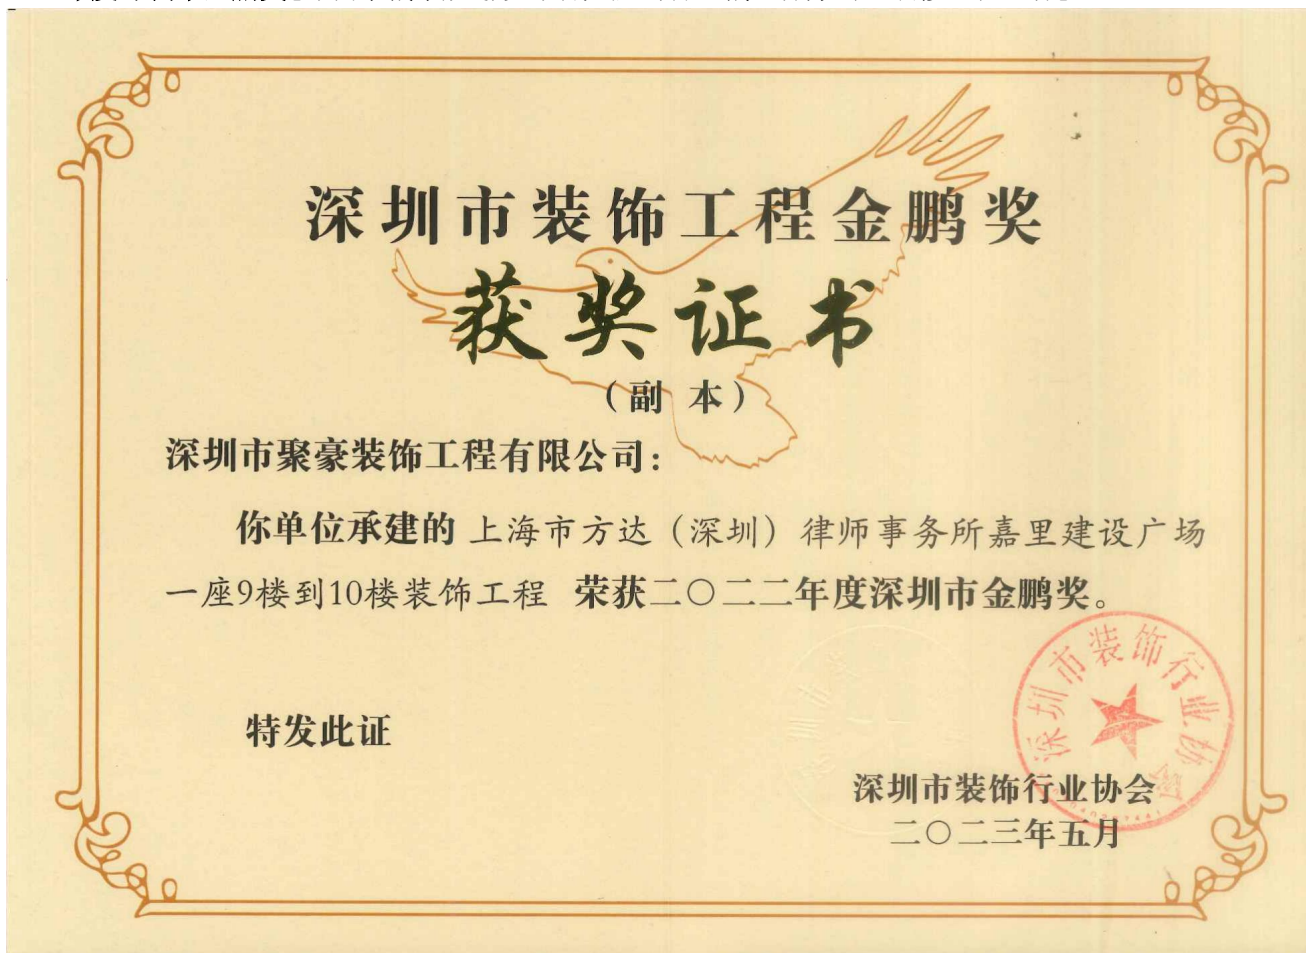 深圳市装饰工程金鹏奖
获奖证书
（副 本）
深圳市聚豪装饰工程有限公司：
你单位承建的 上海市方达（深圳）律师事务所嘉里建设广场
一座9楼到10楼装饰工程 荣获二〇二二年度深圳市金鹏奖。
特发此证
深圳市装饰行业协会
深圳市装饰行业协会
二〇二三年五月